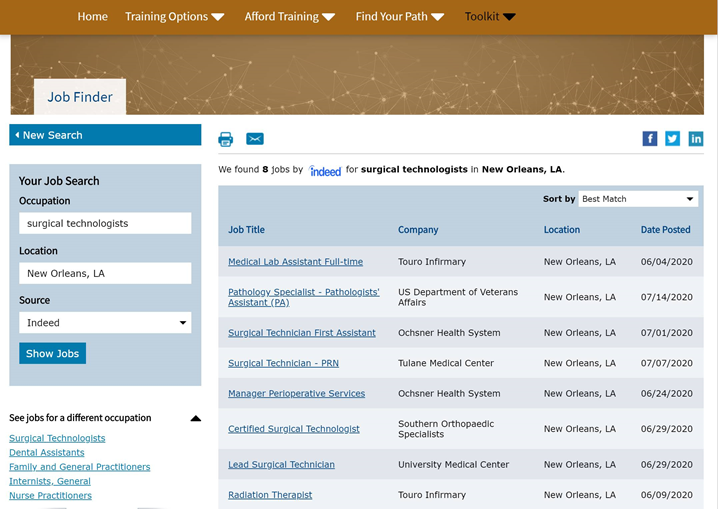 Home Training Options Afford Training Find Your Path Toolkit
Job Finder
New Search
Your Job Search
Occupation
surgical technologists
Location
New Orleans, LA
Source
Indeed
Show Jobs
See jobs for a different occupation
Surgical Technologists
Dental Assistants
Family and General Practitioners
Internists, General
Nurse Practitioners
We found 8 jobs by indeed for surgical technologists in New Orleans, LA.
Sort by Best Match
Job Title Company Location Date Posted
Medical Lab Assistant Full-time Touro Infirmary New Orleans, LA 06/04/2020
Pathology Specialist - Pathologists' Assistant (PA) US Department of Veterans Affairs New Orleans, LA 07/14/2020
Surgical Technician First Assistant Ochsner Health System New Orleans, LA 07/01/2020
Surgical Technician - PRN Tulane Medical Center New Orleans, LA 07/07/2020
Manager Perioperative Services Ochsner Health System New Orleans, LA 06/24/2020
Certified Surgical Technologist Southern Orthopaedic Specialists New Orleans, LA 06/29/2020
Lead Surgical Technician University Medical Center New Orleans, LA 06/29/2020
Radiation Therapist Touro Infirmary New Orleans, LA 06/09/2020